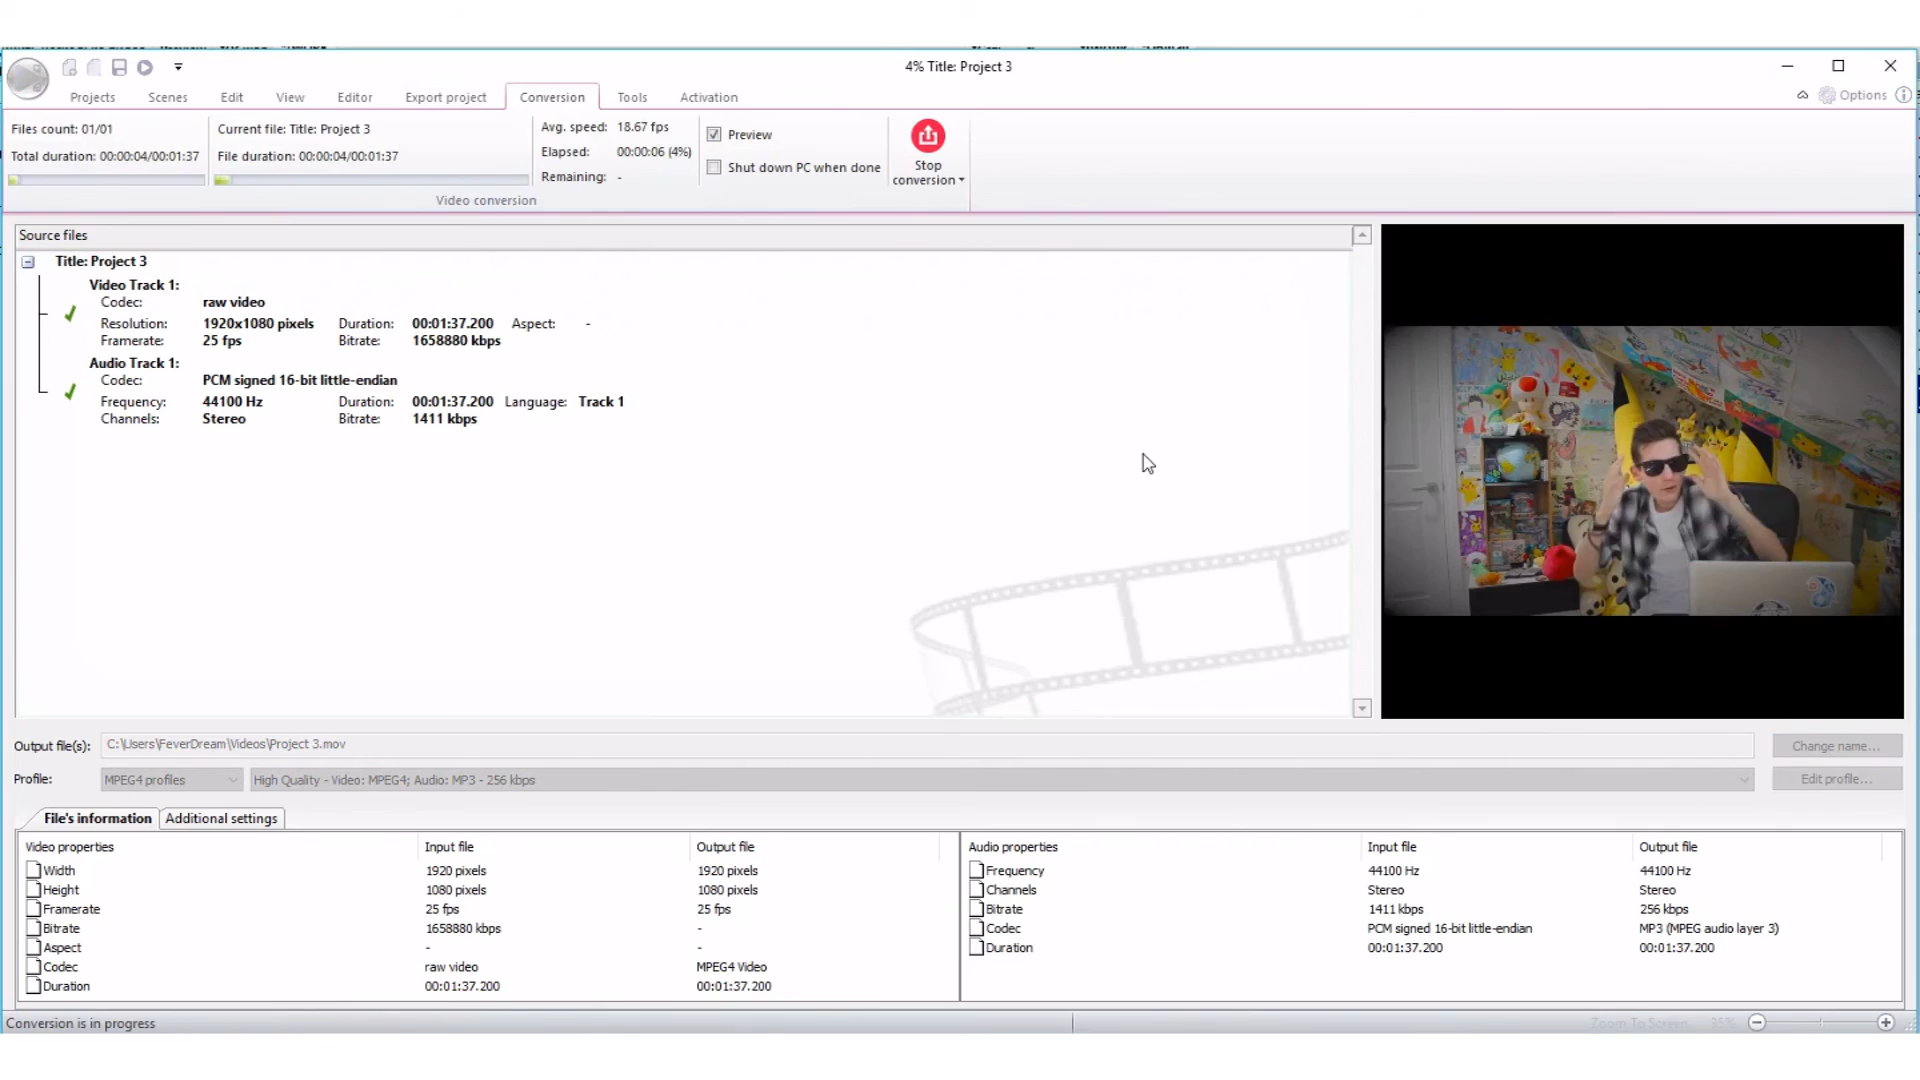 4% Title: Project 3
Projects Scenes Edit View Editor Export project Conversion Tools Activation
Options
Files count: 01/01
Total duration: 00:00:04/00:01:37
Current file: Title: Project 3
File duration: 00:00:04/00:01:37
Avg. speed: 18.67 fps
Elapsed: 00:00:06 (4%)
Remaining: -
Preview
Shut down PC when done
Stop
conversion
Video conversion
Source files
Title: Project 3
Video Track 1:
Codec: raw video
Resolution: 1920x1080 pixels Duration: 00:01:37.200 Aspect: -
Framerate: 25 fps Bitrate: 1658880 kbps
Audio Track 1:
Codec: PCM signed 16-bit little-endian
Frequency: 44100 Hz Duration: 00:01:37.200 Language: Track 1
Channels: Stereo Bitrate: 1411 kbps
Output file(s): C:\Users\FeverDream\Videos\Project 3.mov Change name...
Profile: MPEG4 profiles High Quality - Video: MPEG4; Audio: MP3 - 256 kbps Edit profile...
File's information Additional settings
Video properties Input file Output file
Width 1920 pixels 1920 pixels
Height 1080 pixels 1080 pixels
Framerate 25 fps 25 fps
Bitrate 1658880 kbps -
Aspect - -
Codec raw video MPEG4 Video
Duration 00:01:37.200 00:01:37.200
Audio properties Input file Output file
Frequency 44100 Hz 44100 Hz
Channels Stereo Stereo
Bitrate 1411 kbps 256 kbps
Codec PCM signed 16-bit little-endian MP3 (MPEG audio layer 3)
Duration 00:01:37.200 00:01:37.200
Conversion is in progress
Zoom To Screen 35%